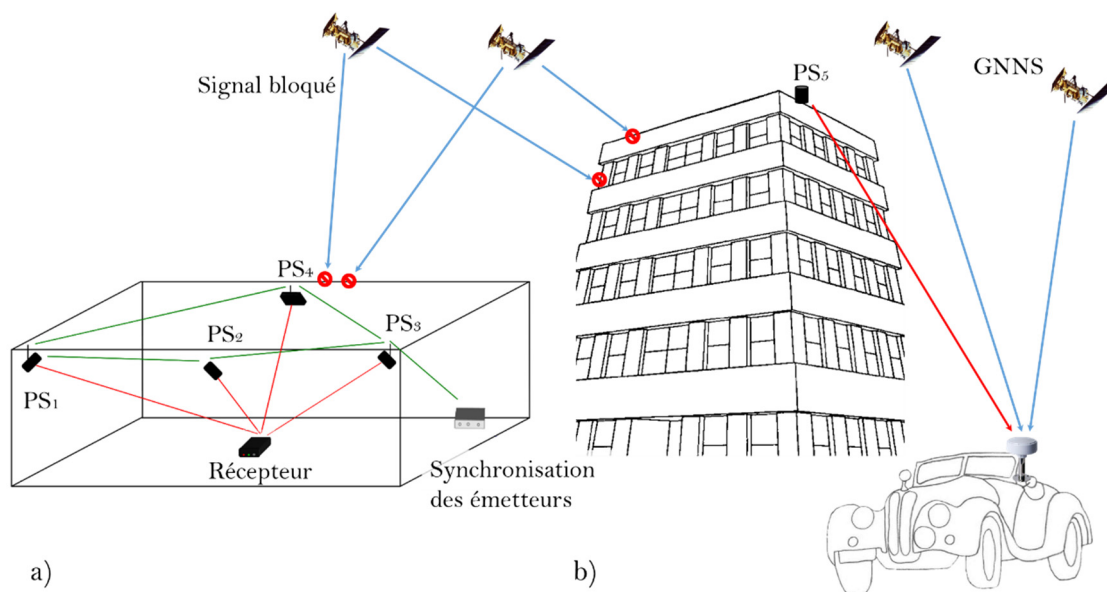 Signal bloqué
GNNS
PS5
PS4
PS3
PS2
PS1
Récepteur
Synchronisation
des émetteurs
a)
b)